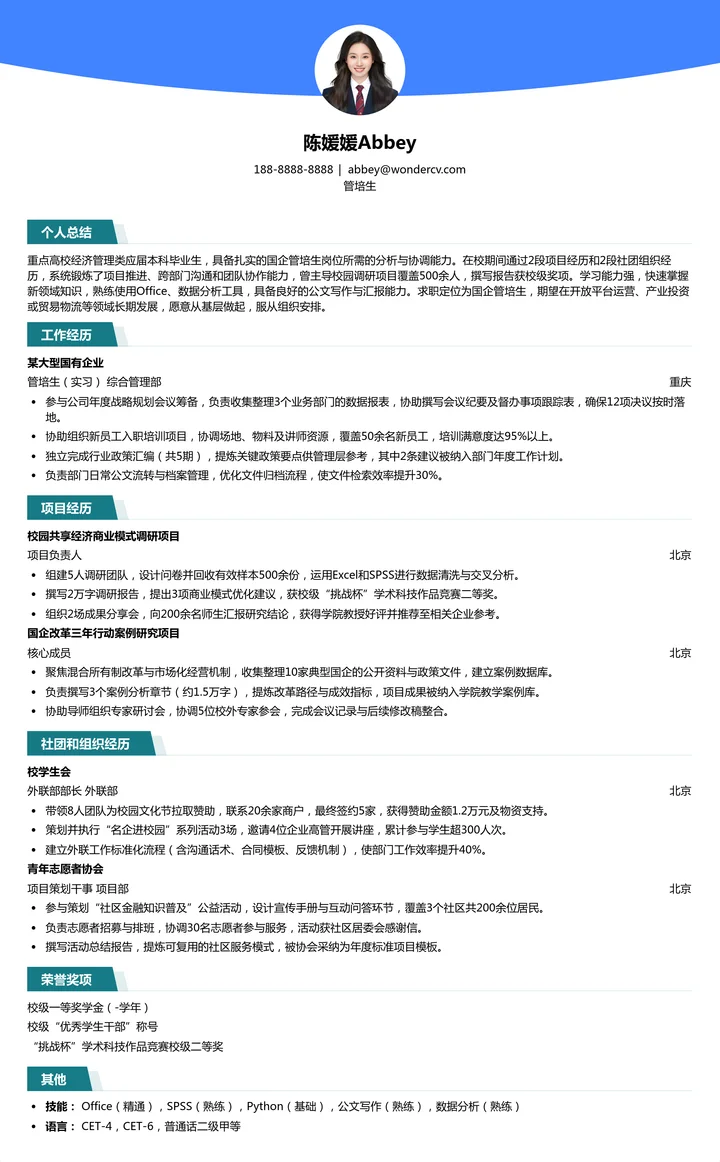 陈媛媛Abbey
188-8888-8888 | abbey@wondercv.com
管培生
个人总结
重点高校经济管理类应届本科毕业生，具备扎实的国企管培生岗位所需的分析与协调能力。在校期间通过2段项目经历和2段社团组织经
历，系统锻炼了项目推进、跨部门沟通和团队协作能力，曾主导校园调研项目覆盖500余人，撰写报告获校级奖项。学习能力强，快速掌握
新领域知识，熟练使用Office、数据分析工具，具备良好的公文写作与汇报能力。求职定位为国企管培生，期望在开放平台运营、产业投资
或贸易物流等领域长期发展，愿意从基层做起，服从组织安排。
工作经历
某大型国有企业
管培生（实习） 综合管理部 重庆
• 参与公司年度战略规划会议筹备，负责收集整理3个业务部门的数据报表，协助撰写会议纪要及督办事项跟踪表，确保12项决议按时落
地。
• 协助组织新员工入职培训项目，协调场地、物料及讲师资源，覆盖50余名新员工，培训满意度达95%以上。
• 独立完成行业政策汇编（共5期），提炼关键政策要点供管理层参考，其中2条建议被纳入部门年度工作计划。
• 负责部门日常公文流转与档案管理，优化文件归档流程，使文件检索效率提升30%。
项目经历
校园共享经济商业模式调研项目
项目负责人 北京
• 组建5人调研团队，设计问卷并回收有效样本500余份，运用Excel和SPSS进行数据清洗与交叉分析。
• 撰写2万字调研报告，提出3项商业模式优化建议，获校级“挑战杯”学术科技作品竞赛二等奖。
• 组织2场成果分享会，向200余名师生汇报研究结论，获得学院教授好评并推荐至相关企业参考。
国企改革三年行动案例研究项目
核心成员 北京
• 聚焦混合所有制改革与市场化经营机制，收集整理10家典型国企的公开资料与政策文件，建立案例数据库。
• 负责撰写3个案例分析章节（约1.5万字），提炼改革路径与成效指标，项目成果被纳入学院教学案例库。
• 协助导师组织专家研讨会，协调5位校外专家参会，完成会议记录与后续修改稿整合。
社团和组织经历
校学生会
外联部部长 外联部 北京
• 带领8人团队为校园文化节拉取赞助，联系20余家商户，最终签约5家，获得赞助金额1.2万元及物资支持。
• 策划并执行“名企进校园”系列活动3场，邀请4位企业高管开展讲座，累计参与学生超300人次。
• 建立外联工作标准化流程（含沟通话术、合同模板、反馈机制），使部门工作效率提升40%。
青年志愿者协会
项目策划干事 项目部 北京
• 参与策划“社区金融知识普及”公益活动，设计宣传手册与互动问答环节，覆盖3个社区共200余位居民。
• 负责志愿者招募与排班，协调30名志愿者参与服务，活动获社区居委会感谢信。
• 撰写活动总结报告，提炼可复用的社区服务模式，被协会采纳为年度标准项目模板。
荣誉奖项
校级一等奖学金（-学年）
校级“优秀学生干部”称号
“挑战杯”学术科技作品竞赛校级二等奖
其他
• 技能： Office（精通），SPSS（熟练），Python（基础），公文写作（熟练），数据分析（熟练）
• 语言： CET-4，CET-6，普通话二级甲等